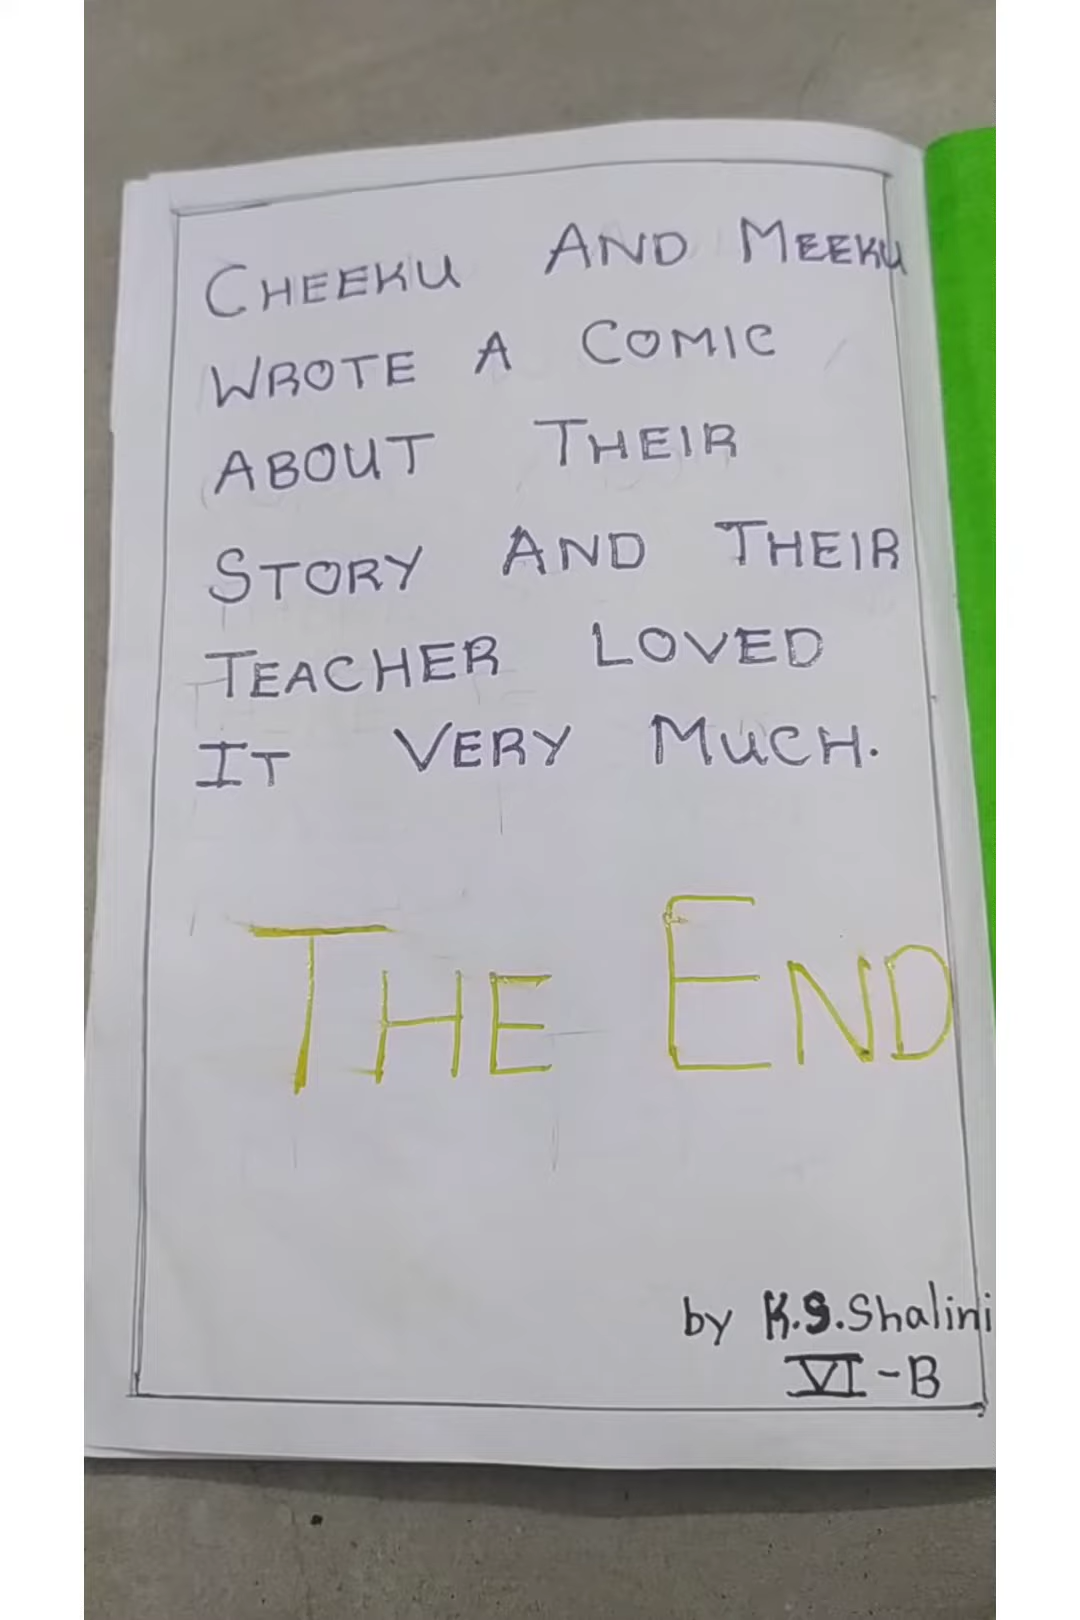 CHEEKU AND MEEKU
WROTE A COMIC
ABOUT THEIR
STORY AND THEIR
TEACHER LOVED
IT VERY MUCH.
THE END
by K.S.Shalini
VI-B